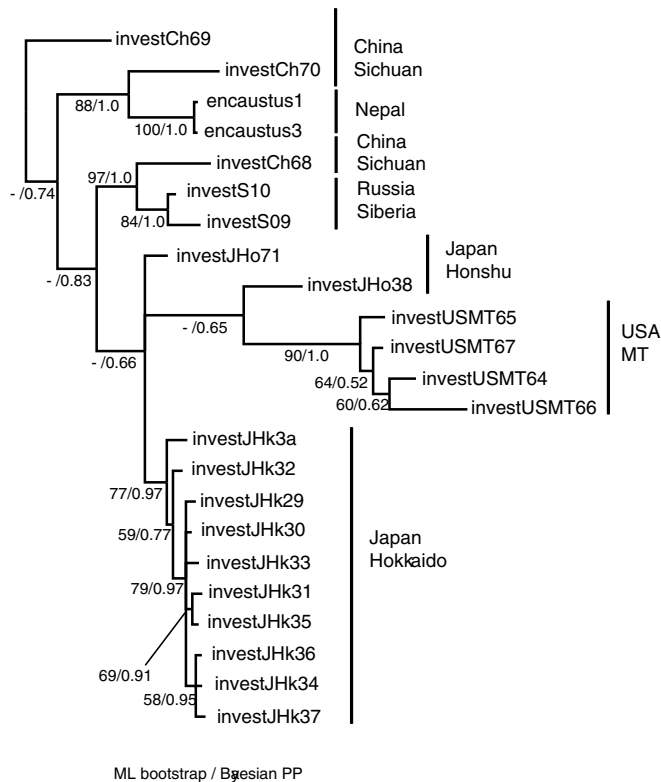 investCh69
China
Sichuan
investCh70
88/1.0
encaustus1
Nepal
100/1.0
encaustus3
China
Sichuan
investCh68
97/1.0
- /0.74
investS10
Russia
Siberia
84/1.0
investS09
investJHo71
Japan
Honshu
- /0.83
investJHo38
- /0.65
investUSMT65
USA
MT
investUSMT67
90/1.0
- /0.66
investUSMT64
64/0.52
60/0.62
investUSMT66
investJHk3a
investJHk32
77/0.97
investJHk29
59/0.77
investJHk30
Japan
Hokkaido
investJHk33
79/0.97
investJHk31
investJHk35
investJHk36
69/0.91
investJHk34
58/0.95
investJHk37
ML bootstrap / Bayesian PP